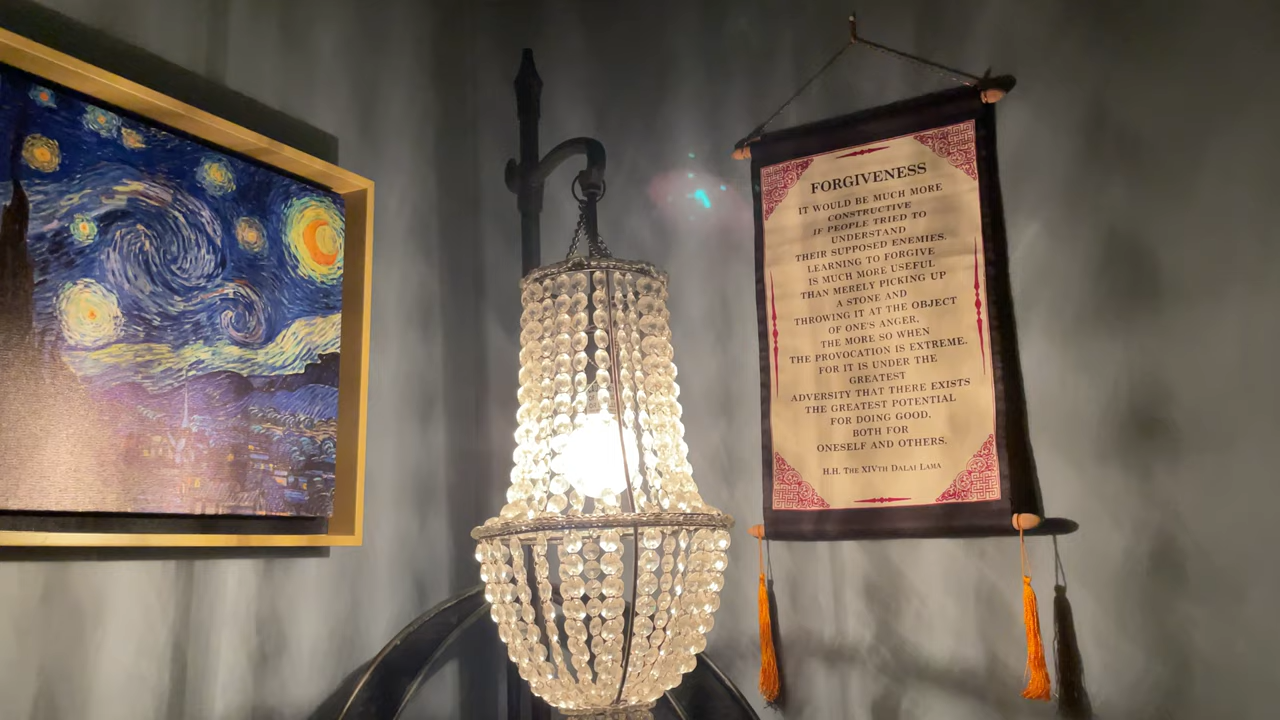 FORGIVENESS
IT WOULD BE MUCH MORE
CONSTRUCTIVE
IF PEOPLE TRIED TO
UNDERSTAND
THEIR SUPPOSED ENEMIES.
LEARNING TO FORGIVE
IS MUCH MORE USEFUL
THAN MERELY PICKING UP
A STONE AND
THROWING IT AT THE OBJECT
OF ONE'S ANGER,
THE MORE SO WHEN
THE PROVOCATION IS EXTREME.
FOR IT IS UNDER THE
GREATEST
ADVERSITY THAT THERE EXISTS
THE GREATEST POTENTIAL
FOR DOING GOOD,
BOTH FOR
ONESELF AND OTHERS.
H.H. THE XIVTH DALAI LAMA